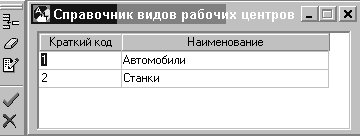 Справочник видов рабочих центров
Краткий код Наименование
1 Автомобили
2 Станки